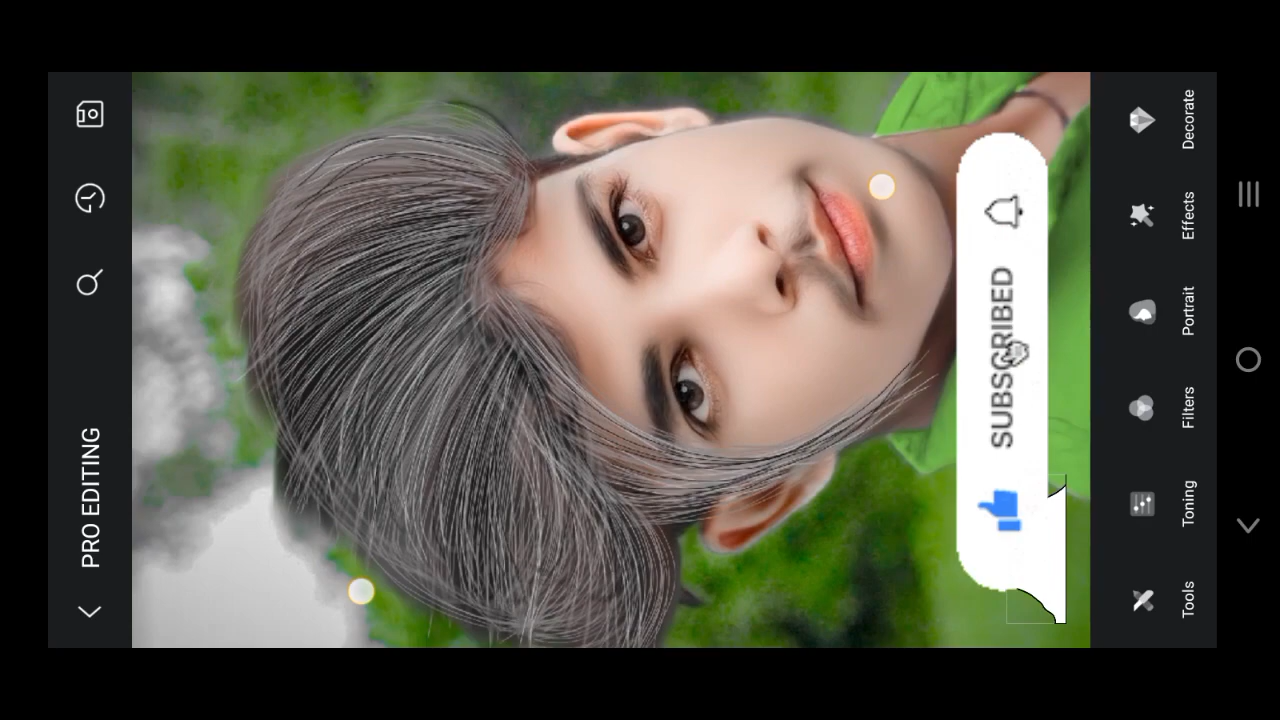 PRO EDITING
SUBSCRIBED
Tools
Toning
Filters
Portrait
Effects
Decorate